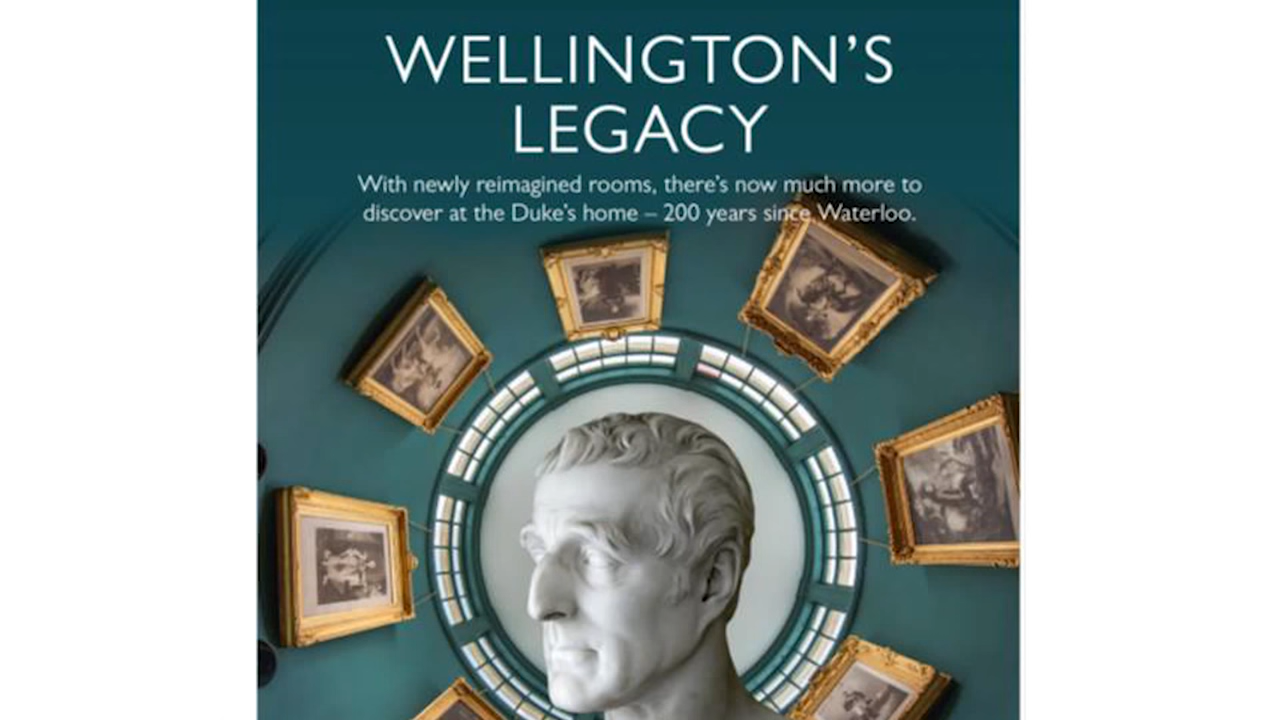 WELLINGTON’S
LEGACY
With newly reimagined rooms, there’s now much more to
discover at the Duke’s home – 200 years since Waterloo.